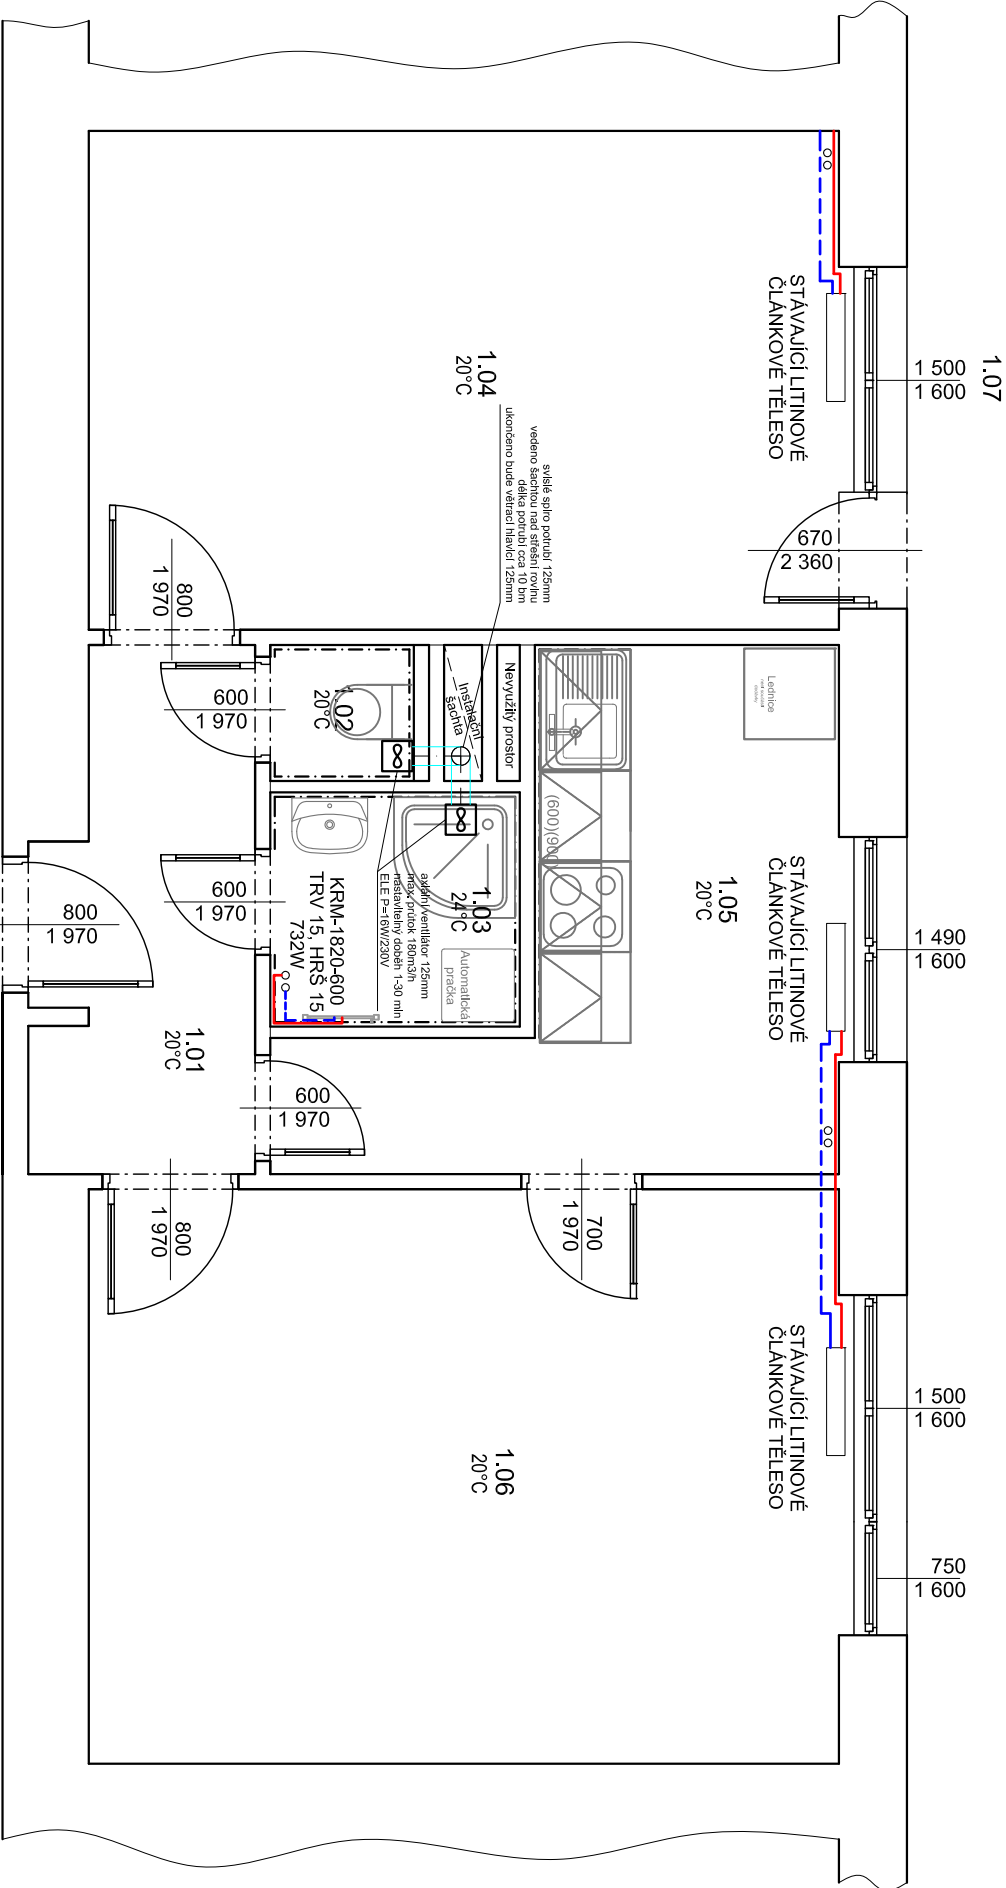 1.07
1 500
1 600
STÁVAJÍCÍ LITINOVÉ
ČLÁNKOVÉ TĚLESO
670
2 360
1.04
20°C
svislé spiro potrubí 125mm
vedeno šachtou nad střešní rovinu
délka potrubí cca 10 bm
ukončeno bude větrací hlavicí 125mm
800
1 970
600
1 970
1.02
20°C
Instalační
šachta
Nevyužitý prostor
Lednice
(600)(900)
1.05
20°C
STÁVAJÍCÍ LITINOVÉ
ČLÁNKOVÉ TĚLESO
1 490
1 600
1.03
24°C
axiální ventilátor 125mm
max. průtok 180m3/h
nastavitelný doběh 1-30 min
ELE P=16W/230V
Automatická
pračka
KRM-1820-600
TRV 15, HRŠ 15
732W
600
1 970
800
1 970
1.01
20°C
600
1 970
800
1 970
700
1 970
1.06
20°C
STÁVAJÍCÍ LITINOVÉ
ČLÁNKOVÉ TĚLESO
1 500
1 600
750
1 600